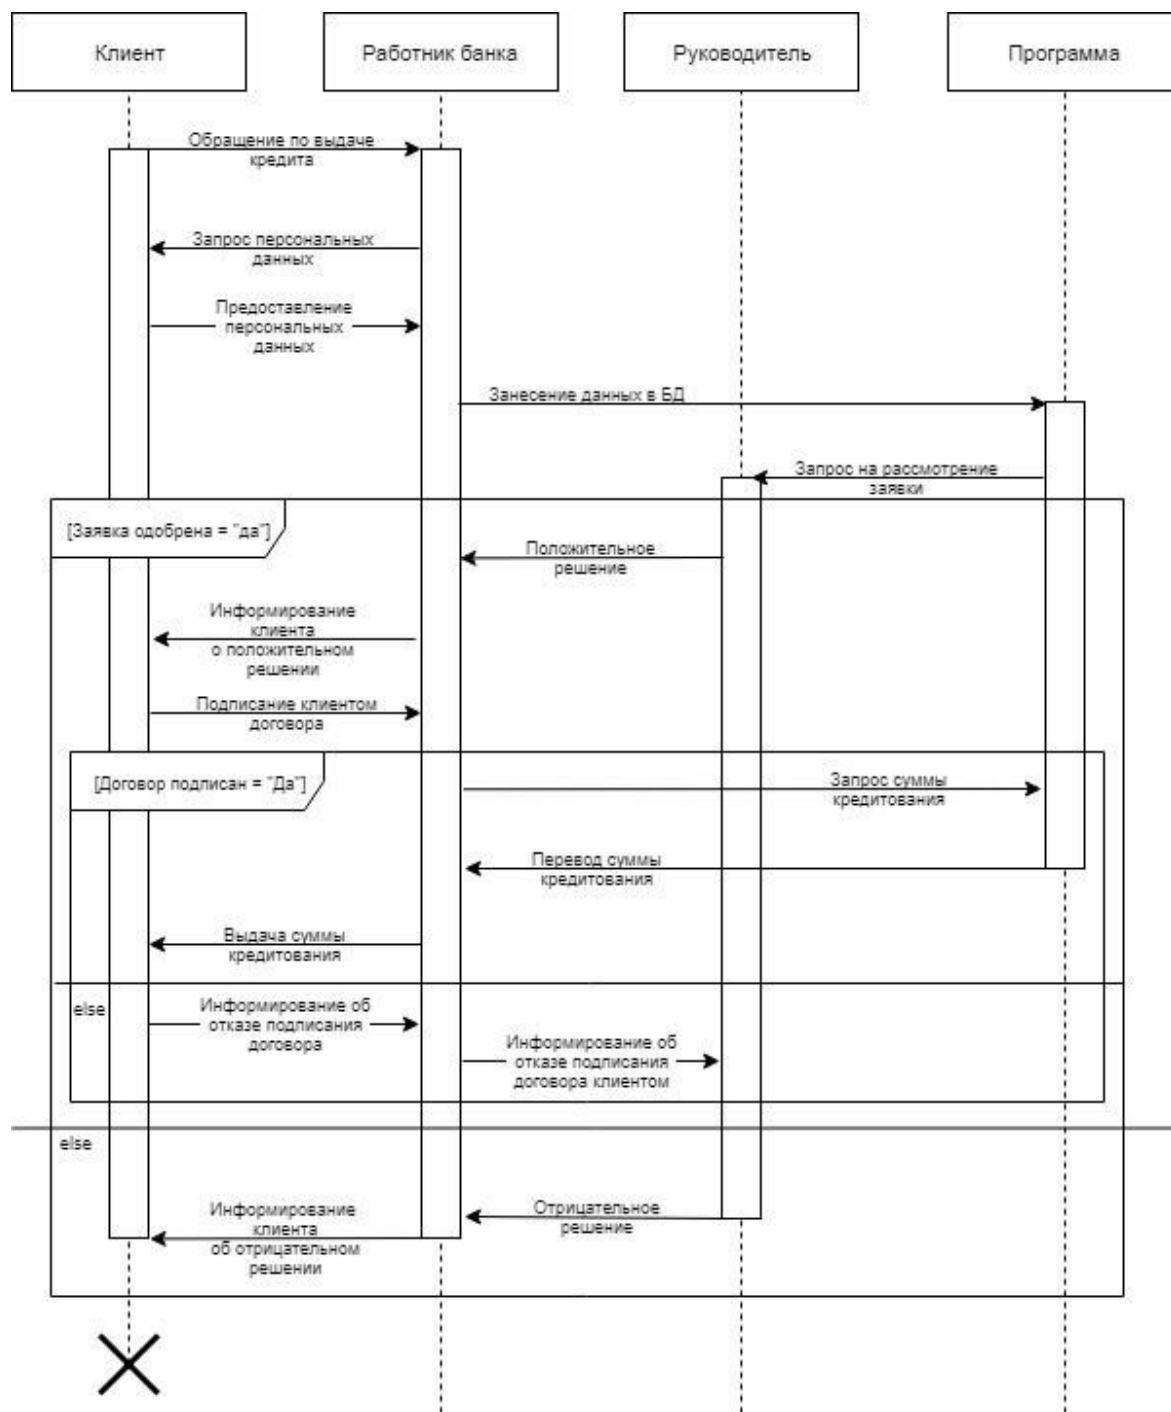 Клиент
Работник банка
Руководитель
Программа
Обращение по выдаче
кредита
Запрос персональных
данных
Предоставление
персональных
данных
Занесение данных в БД
Запрос на рассмотрение
заявки
[Заявка одобрена = "да"]
Положительное
решение
Информирование
клиента
о положительном
решении
Подписание клиентом
договора
[Договор подписан = "Да"]
Запрос суммы
кредитования
Перевод суммы
кредитования
Выдача суммы
кредитования
else
Информирование об
отказе подписания
договора
Информирование об
отказе подписания
договора клиентом
else
Отрицательное
решение
Информирование
клиента
об отрицательном
решении